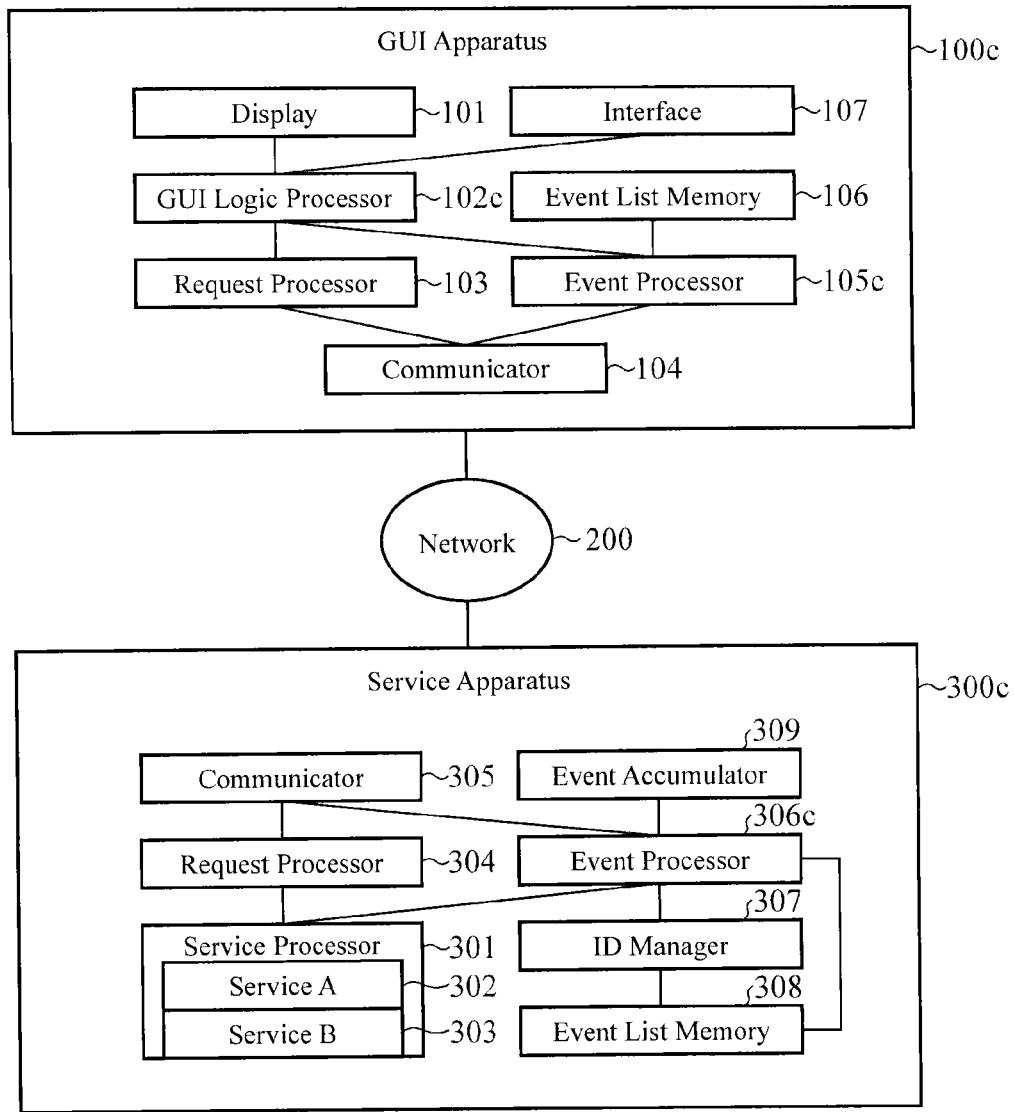 GUI Apparatus
100c
Display
101
Interface
107
GUI Logic Processor
102c
Event List Memory
106
Request Processor
103
Event Processor
105c
Communicator
104
Network
200
Service Apparatus
300c
309
Communicator
305
Event Accumulator
306c
Request Processor
304
Event Processor
307
Service Processor
301
ID Manager
Service A
302
308
Service B
303
Event List Memory